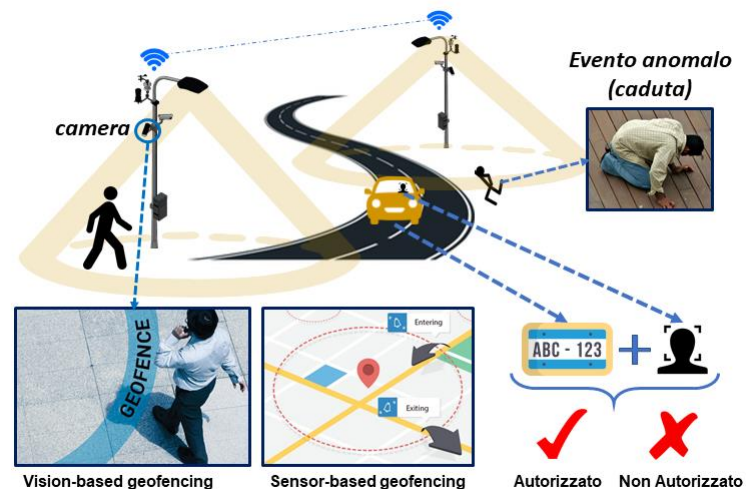 Evento anomalo
(caduta)
camera
GEOFENCE
Entering
Exiting
ABC - 123
Vision-based geofencing
Sensor-based geofencing
Autorizzato
Non Autorizzato